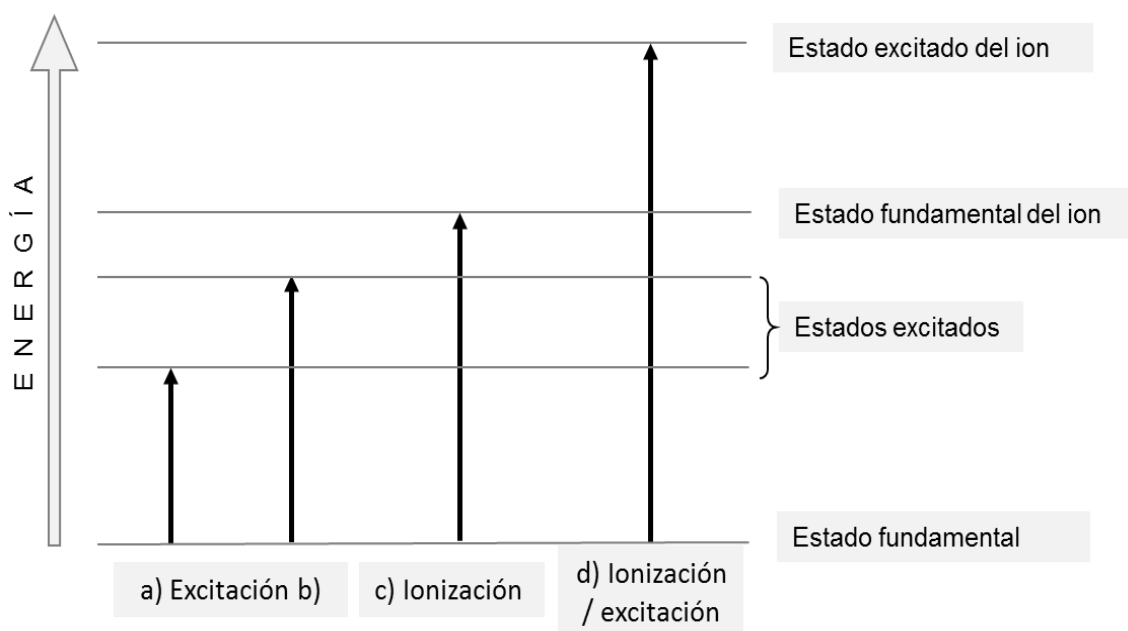 Estado excitado del ion
Estado fundamental del ion
Estados excitados
Estado fundamental
ENERGÍA
a) Excitación b)
c) Ionización
d) Ionización
/ excitación